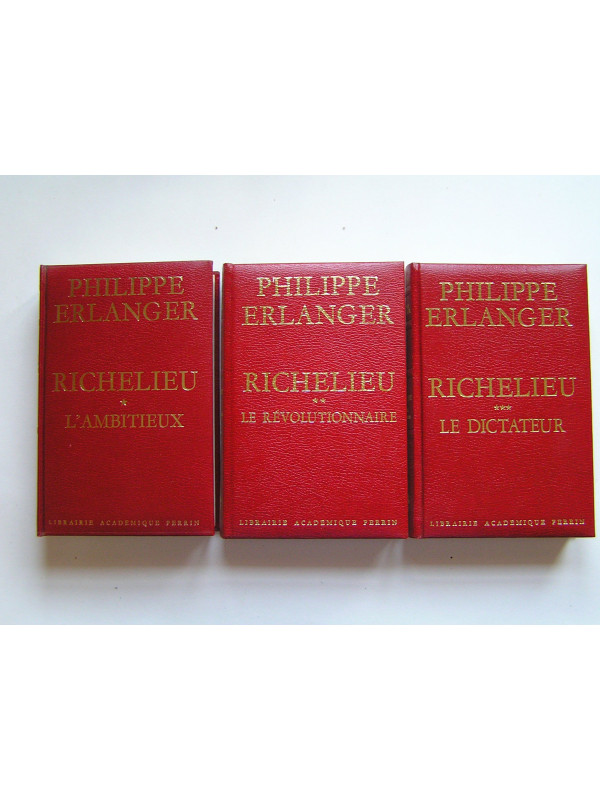 PHILIPPE
ERLANGER
RICHELIEU
*
L'AMBITIEUX
LIBRAIRIE ACADÉMIQUE PERRIN
PHILIPPE
ERLANGER
RICHELIEU
**
LE RÉVOLUTIONNAIRE
LIBRAIRIE ACADÉMIQUE PERRIN
PHILIPPE
ERLANGER
RICHELIEU
***
LE DICTATEUR
LIBRAIRIE ACADÉMIQUE PERRIN